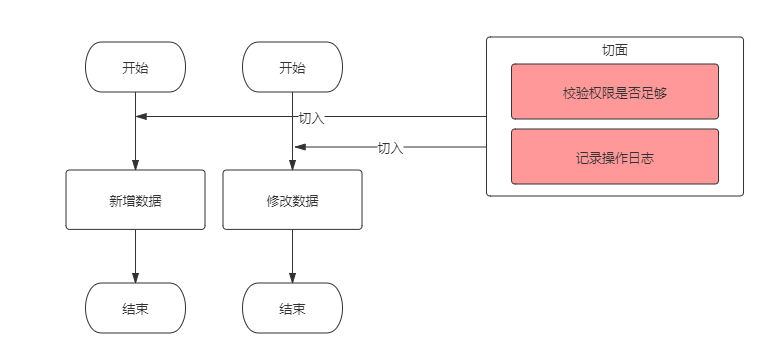 切面
开始
开始
校验权限是否足够
切入
切入
记录操作日志
新增数据
修改数据
结束
结束